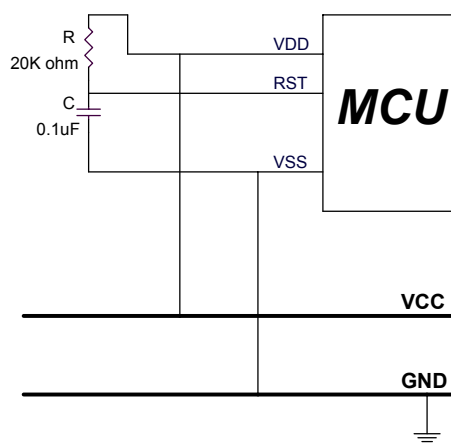 R
20K ohm
C
0.1uF
VDD
RST
VSS
MCU
VCC
GND